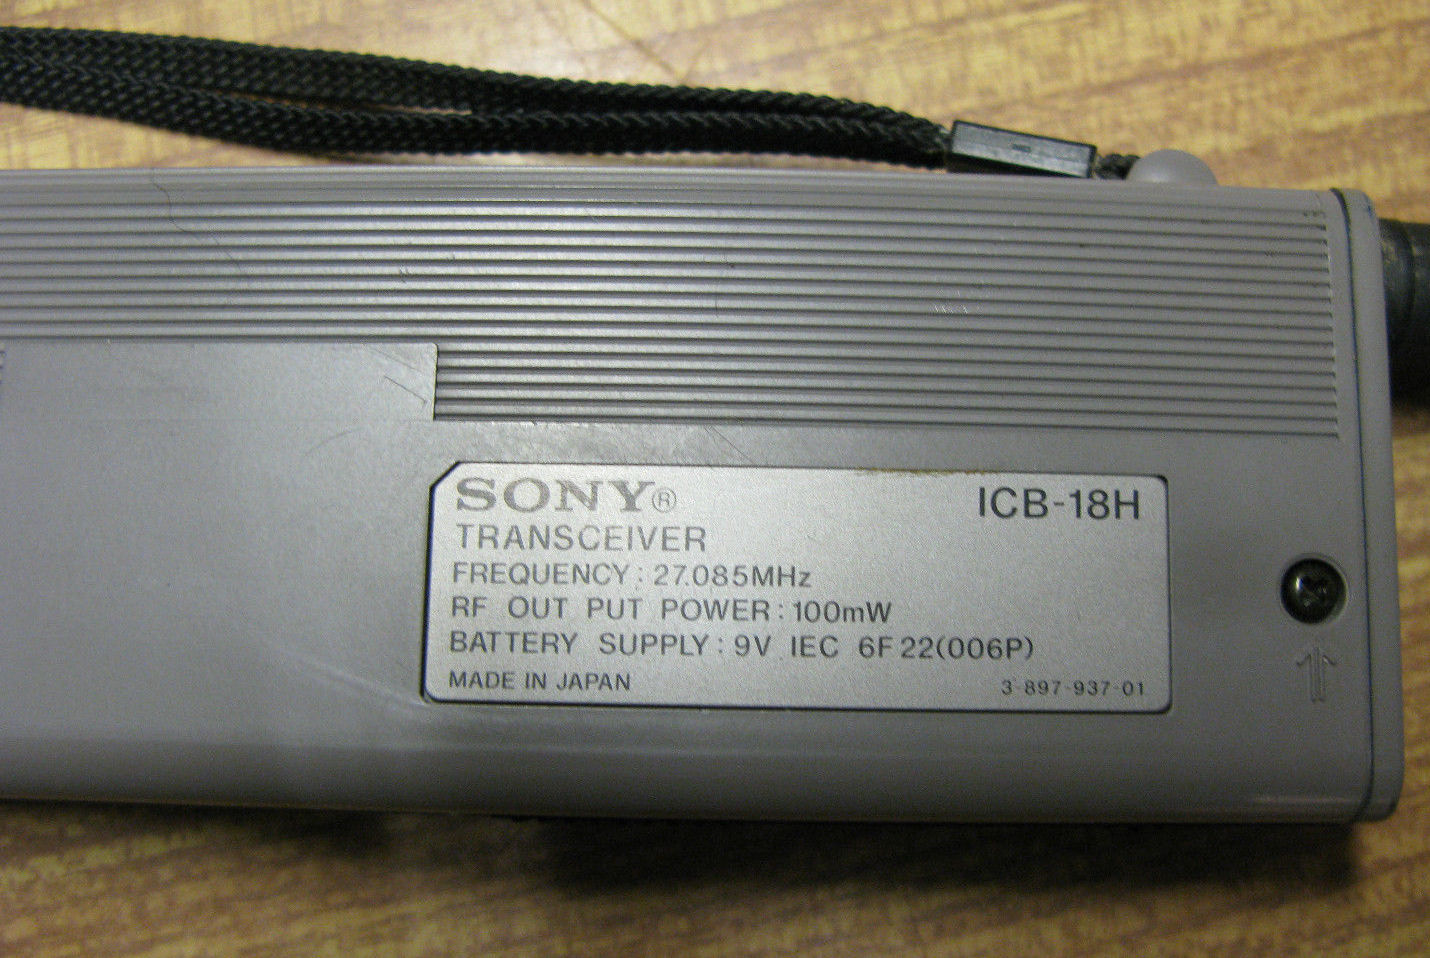 SONY® ICB-18H
TRANSCEIVER
FREQUENCY: 27.085MHz
RF OUT PUT POWER: 100mW
BATTERY SUPPLY: 9V IEC 6F22(006P)
MADE IN JAPAN 3-897-937-01